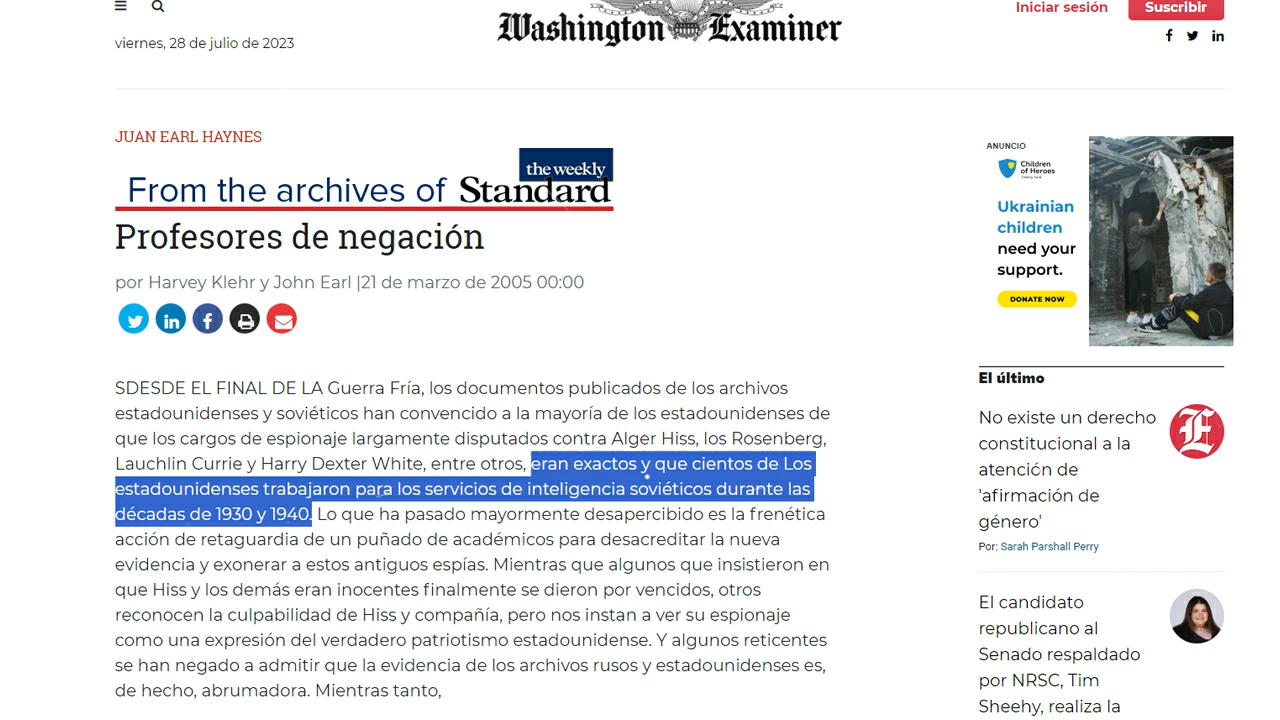 Washington Examiner
Iniciar sesión
Suscribir
viernes, 28 de julio de 2023
JUAN EARL HAYNES
From the archives of the weekly Standard
Profesores de negación
por Harvey Klehr y John Earl |21 de marzo de 2005 00:00
SDESDE EL FINAL DE LA Guerra Fría, los documentos publicados de los archivos
estadounidenses y soviéticos han convencido a la mayoría de los estadounidenses de
que los cargos de espionaje largamente disputados contra Alger Hiss, los Rosenberg,
Lauchlin Currie y Harry Dexter White, entre otros, eran exactos y que cientos de Los
estadounidenses trabajaron para los servicios de inteligencia soviéticos durante las
décadas de 1930 y 1940. Lo que ha pasado mayormente desapercibido es la frenética
acción de retaguardia de un puñado de académicos para desacreditar la nueva
evidencia y exonerar a estos antiguos espías. Mientras que algunos que insistieron en
que Hiss y los demás eran inocentes finalmente se dieron por vencidos, otros
reconocen la culpabilidad de Hiss y compañía, pero nos instan a ver su espionaje
como una expresión del verdadero patriotismo estadounidense. Y algunos reticentes
se han negado a admitir que la evidencia de los archivos rusos y estadounidenses es,
de hecho, abrumadora. Mientras tanto,
ANUNCIO
Children
of Heroes
Ukrainian
children
need your
support.
DONATE NOW
El último
No existe un derecho
constitucional a la
atención de
'afirmación de
género'
Por: Sarah Parshall Perry
El candidato
republicano al
Senado respaldado
por NRSC, Tim
Sheehy, realiza la